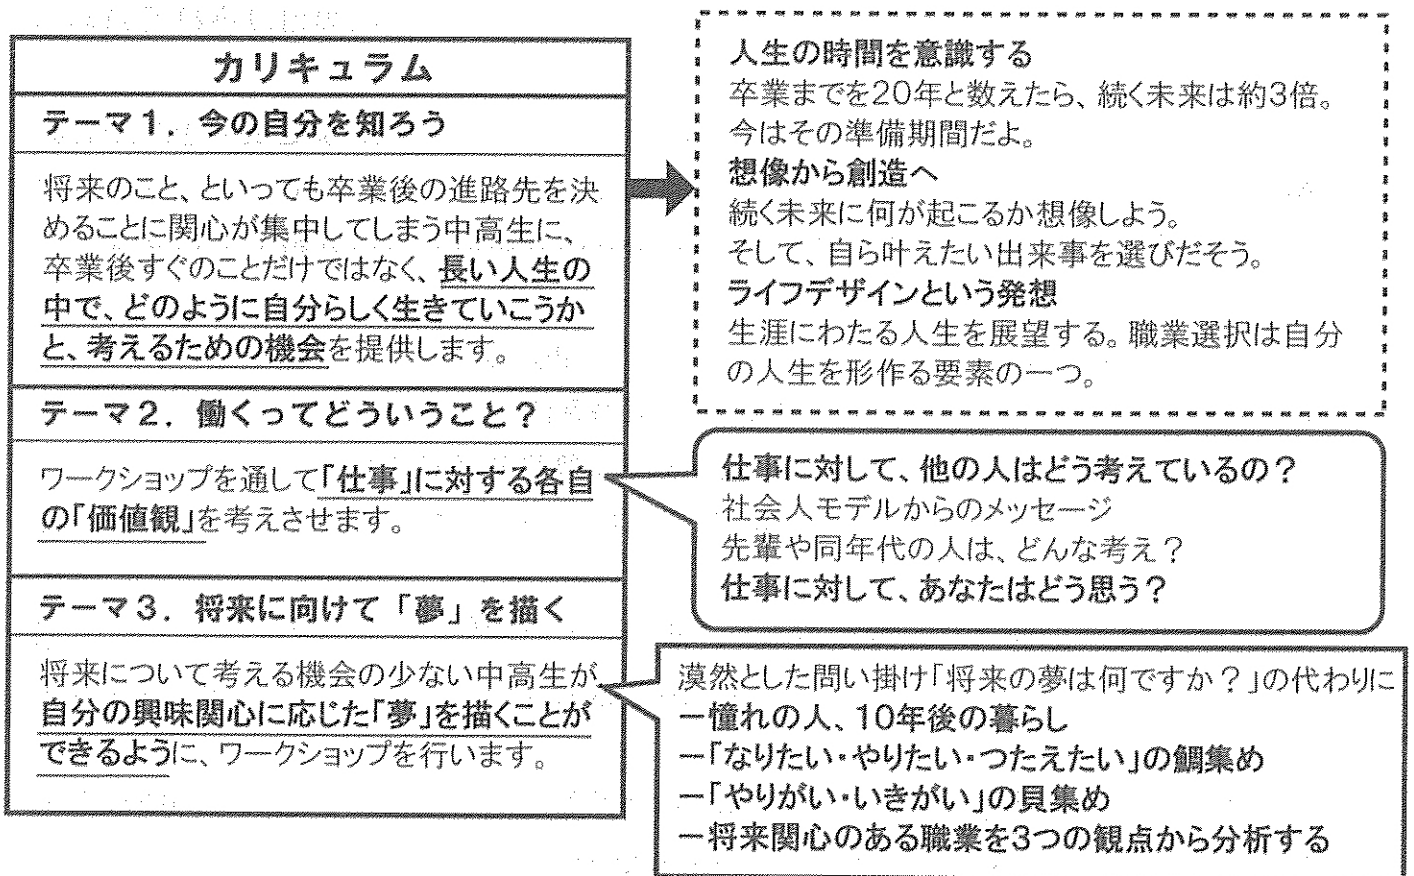 カリキュラム
テーマ1．今の自分を知ろう
将来のこと、といっても卒業後の進路先を決
めることに関心が集中してしまう中高生に、
卒業後すぐのことだけではなく、長い人生の
中で、どのように自分らしく生きていこうか
と、考えるための機会を提供します。
テーマ2．働くってどういうこと？
ワークショップを通して「仕事」に対する各自
の「価値観」を考えさせます。
テーマ3．将来に向けて「夢」を描く
将来について考える機会の少ない中高生が
自分の興味関心に応じた「夢」を描くことが
できるように、ワークショップを行います。
人生の時間を意識する
卒業までを20年と数えたら、続く未来は約3倍。
今はその準備期間だよ。
想像から創造へ
続く未来に何が起こるか想像しよう。
そして、自ら叶えたい出来事を選びだそう。
ライフデザインという発想
生涯にわたる人生を展望する。職業選択は自分
の人生を形作る要素の一つ。
仕事に対して、他の人はどう考えているの？
社会人モデルからのメッセージ
先輩や同年代の人は、どんな考え？
仕事に対して、あなたはどう思う？
漠然とした問い掛け「将来の夢は何ですか？」の代わりに
－憧れの人、10年後の暮らし
－「なりたい・やりたい・つたえたい」の鯛集め
－「やりがい・いきがい」の貝集め
－将来関心のある職業を3つの観点から分析する